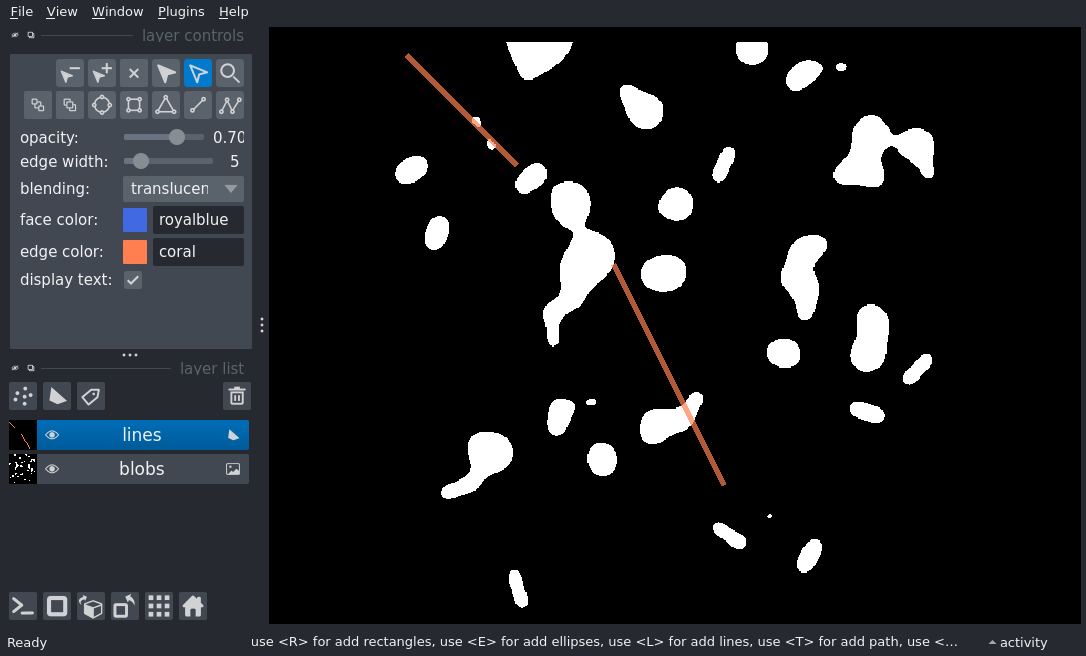 File View Window Plugins Help
layer controls
opacity: 0.70
edge width: 5
blending: translucen
face color: royalblue
edge color: coral
display text:
layer list
lines
blobs
Ready use <R> for add rectangles, use <E> for add ellipses, use <L> for add lines, use <T> for add path, use <... activity